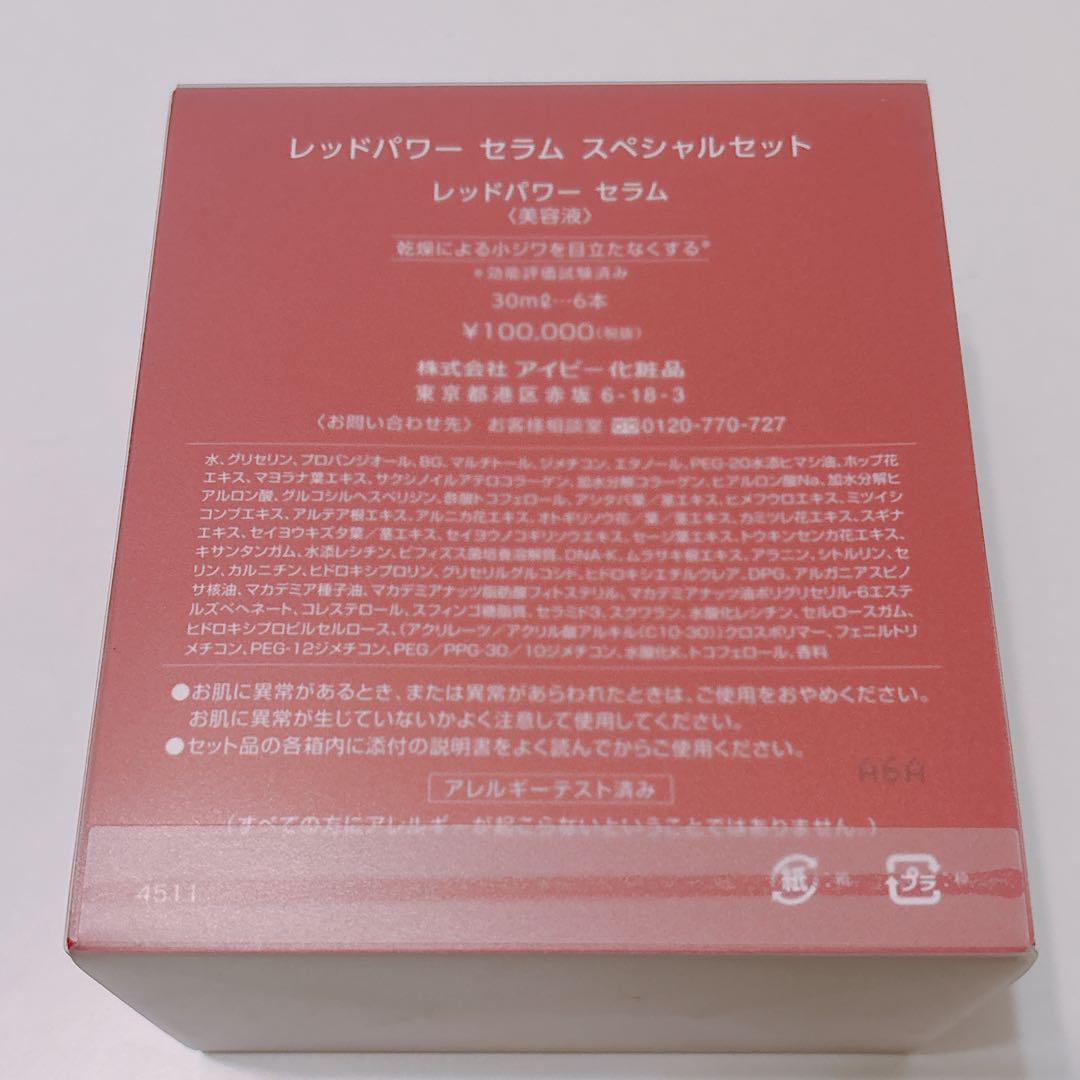 レッドパワー セラム スペシャルセット
レッドパワー セラム
〈美容液〉
乾燥による小ジワを目立たなくする*
*効能評価試験済み
30mℓ…6本
¥100,000(税抜)
株式会社 アイビー化粧品
東京都港区赤坂 6-18-3
〈お問い合わせ先〉 お客様相談室 0120-770-727
水、グリセリン、プロパンジオール、BG、マルチトール、ジメチコン、エタノール、PEG-20水添ヒマシ油、ホップ花
エキス、マヨラナ葉エキス、サクシノイルアテロコラーゲン、加水分解コラーゲン、ヒアルロン酸Na、加水分解ヒ
アルロン酸、グルコシルヘスペリジン、酢酸トコフェロール、アシタバ葉/茎エキス、ヒメフウロエキス、ミツイシ
コンブエキス、アルテア根エキス、アルニカ花エキス、オトギリソウ花/葉/茎エキス、カミツレ花エキス、スギナ
エキス、セイヨウキズタ葉/茎エキス、セイヨウノコギリソウエキス、セージ葉エキス、トウキンセンカ花エキス、
キサンタンガム、水添レシチン、ビフィズス菌培養溶解質、DNA-K、ムラサキ根エキス、アラニン、シトルリン、セ
リン、カルニチン、ヒドロキシプロリン、グリセリルグルコシド、ヒドロキシエチルウレア、DPG、アルガニアスピノ
サ核油、マカデミア種子油、マカデミアナッツ脂肪酸フィトステリル、マカデミアナッツ油ポリグリセリル-6エステ
ルズベヘネート、コレステロール、スフィンゴ糖脂質、セラミド3、スクワラン、水酸化レシチン、セルロースガム、
ヒドロキシプロピルセルロース、(アクリレーツ/アクリル酸アルキル(C10-30))クロスポリマー、フェニルトリ
メチコン、PEG-12ジメチコン、PEG/PPG-30/10ジメチコン、水酸化K、トコフェロール、香料
●お肌に異常があるとき、または異常があらわれたときは、ご使用をおやめください。
お肌に異常が生じていないかよく注意して使用してください。
●セット品の各箱内に添付の説明書をよく読んでからご使用ください。
A6A
アレルギーテスト済み
(すべての方にアレルギーが起こらないということではありません。)
4511
紙 :箱 プラ :枠